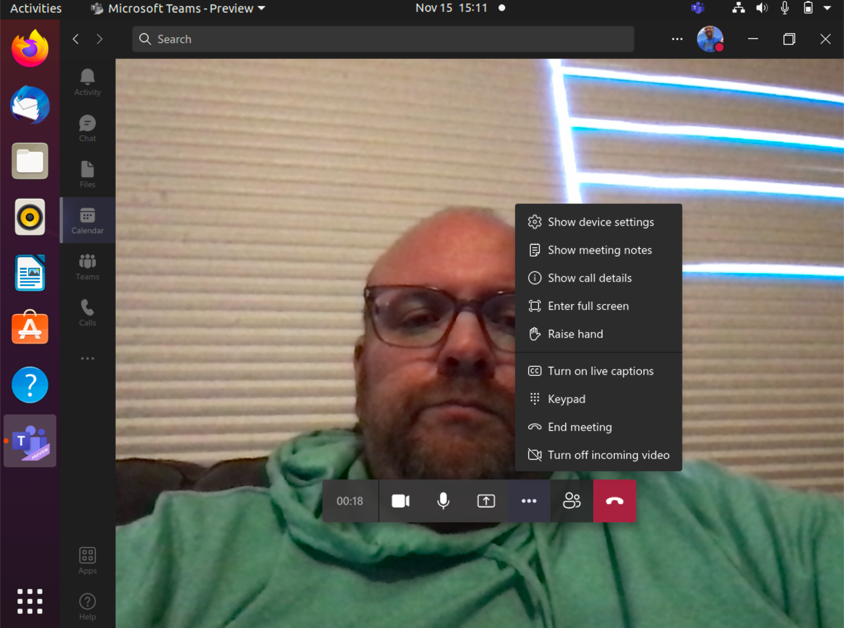 Activities
Microsoft Teams - Preview
Nov 15 15:11
Search
Activity
Chat
Files
Calendar
Teams
Calls
Apps
Help
Show device settings
Show meeting notes
Show call details
Enter full screen
Raise hand
CC Turn on live captions
Keypad
End meeting
Turn off incoming video
00:18